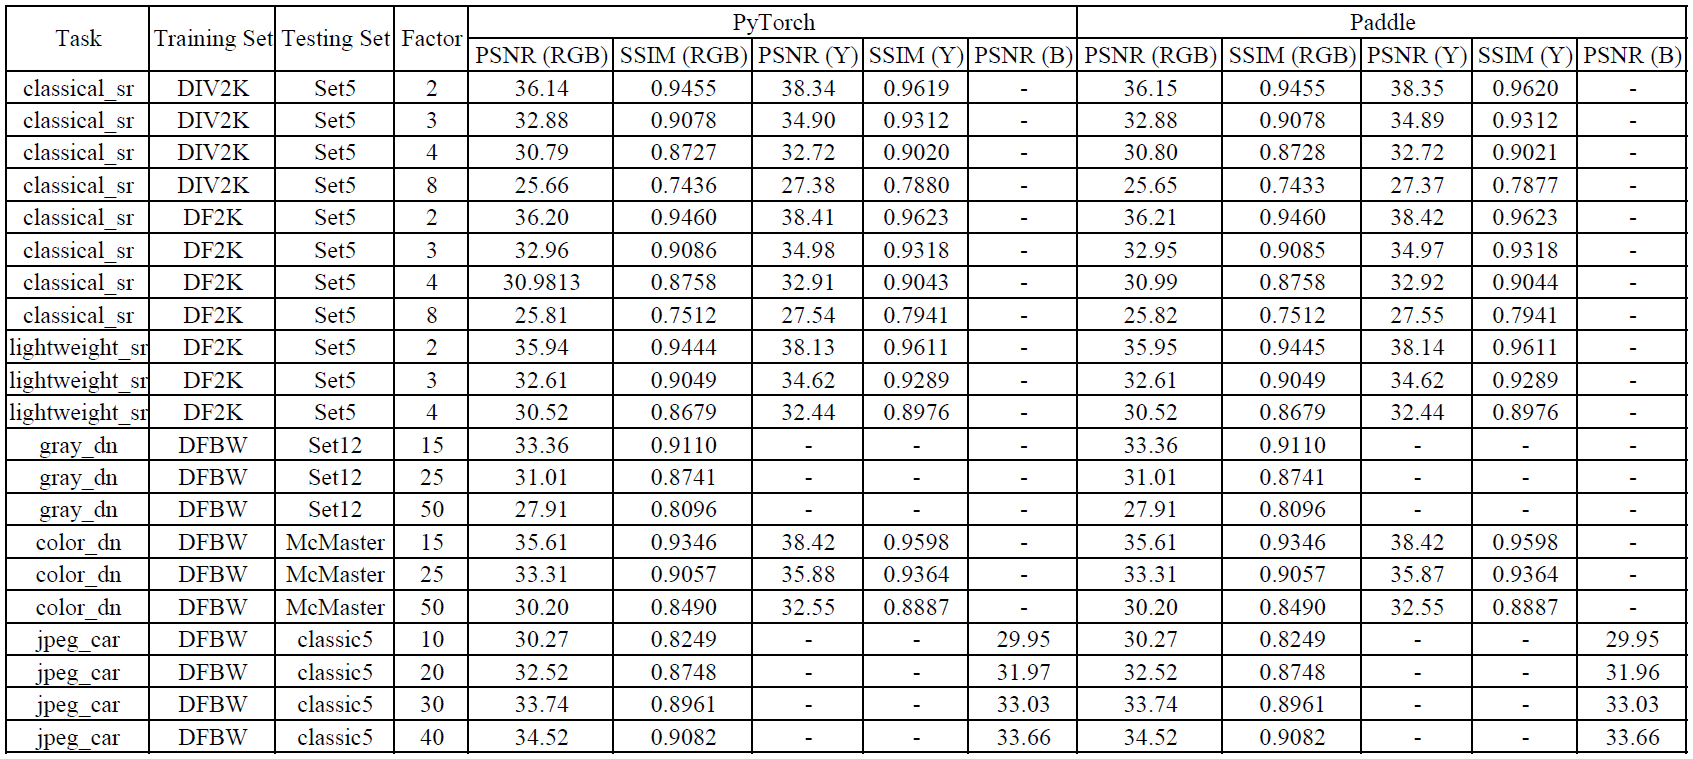 Task Training Set Testing Set Factor PyTorch Paddle
PSNR (RGB) SSIM (RGB) PSNR (Y) SSIM (Y) PSNR (B) PSNR (RGB) SSIM (RGB) PSNR (Y) SSIM (Y) PSNR (B)
classical_sr DIV2K Set5 2 36.14 0.9455 38.34 0.9619 - 36.15 0.9455 38.35 0.9620 -
classical_sr DIV2K Set5 3 32.88 0.9078 34.90 0.9312 - 32.88 0.9078 34.89 0.9312 -
classical_sr DIV2K Set5 4 30.79 0.8727 32.72 0.9020 - 30.80 0.8728 32.72 0.9021 -
classical_sr DIV2K Set5 8 25.66 0.7436 27.38 0.7880 - 25.65 0.7433 27.37 0.7877 -
classical_sr DF2K Set5 2 36.20 0.9460 38.41 0.9623 - 36.21 0.9460 38.42 0.9623 -
classical_sr DF2K Set5 3 32.96 0.9086 34.98 0.9318 - 32.95 0.9085 34.97 0.9318 -
classical_sr DF2K Set5 4 30.9813 0.8758 32.91 0.9043 - 30.99 0.8758 32.92 0.9044 -
classical_sr DF2K Set5 8 25.81 0.7512 27.54 0.7941 - 25.82 0.7512 27.55 0.7941 -
lightweight_sr DF2K Set5 2 35.94 0.9444 38.13 0.9611 - 35.95 0.9445 38.14 0.9611 -
lightweight_sr DF2K Set5 3 32.61 0.9049 34.62 0.9289 - 32.61 0.9049 34.62 0.9289 -
lightweight_sr DF2K Set5 4 30.52 0.8679 32.44 0.8976 - 30.52 0.8679 32.44 0.8976 -
gray_dn DFBW Set12 15 33.36 0.9110 - - - 33.36 0.9110 - - -
gray_dn DFBW Set12 25 31.01 0.8741 - - - 31.01 0.8741 - - -
gray_dn DFBW Set12 50 27.91 0.8096 - - - 27.91 0.8096 - - -
color_dn DFBW McMaster 15 35.61 0.9346 38.42 0.9598 - 35.61 0.9346 38.42 0.9598 -
color_dn DFBW McMaster 25 33.31 0.9057 35.88 0.9364 - 33.31 0.9057 35.87 0.9364 -
color_dn DFBW McMaster 50 30.20 0.8490 32.55 0.8887 - 30.20 0.8490 32.55 0.8887 -
jpeg_car DFBW classic5 10 30.27 0.8249 - - 29.95 30.27 0.8249 - - 29.95
jpeg_car DFBW classic5 20 32.52 0.8748 - - 31.97 32.52 0.8748 - - 31.96
jpeg_car DFBW classic5 30 33.74 0.8961 - - 33.03 33.74 0.8961 - - 33.03
jpeg_car DFBW classic5 40 34.52 0.9082 - - 33.66 34.52 0.9082 - - 33.66